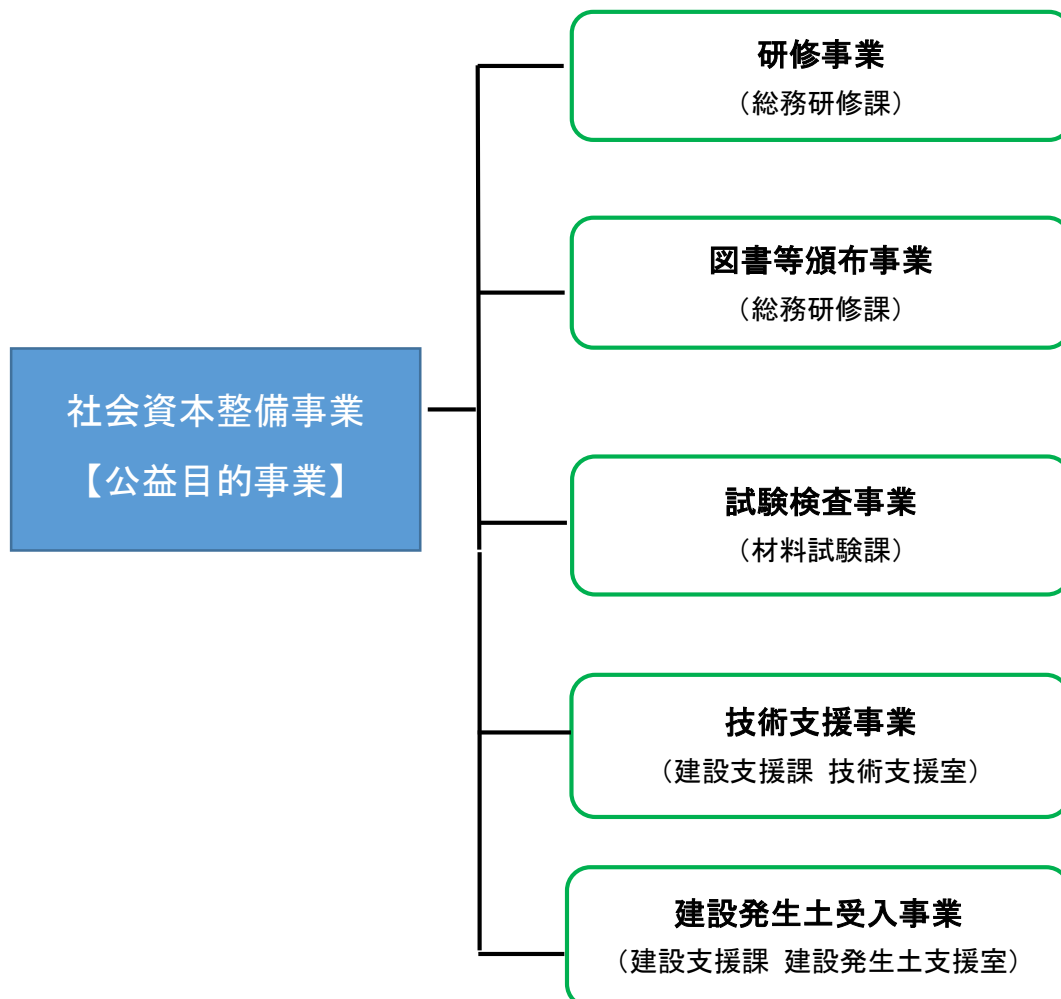 研修事業
（総務研修課）
図書等頒布事業
（総務研修課）
社会資本整備事業
【公益目的事業】
試験検査事業
（材料試験課）
技術支援事業
（建設支援課 技術支援室）
建設発生土受入事業
（建設支援課 建設発生土支援室）